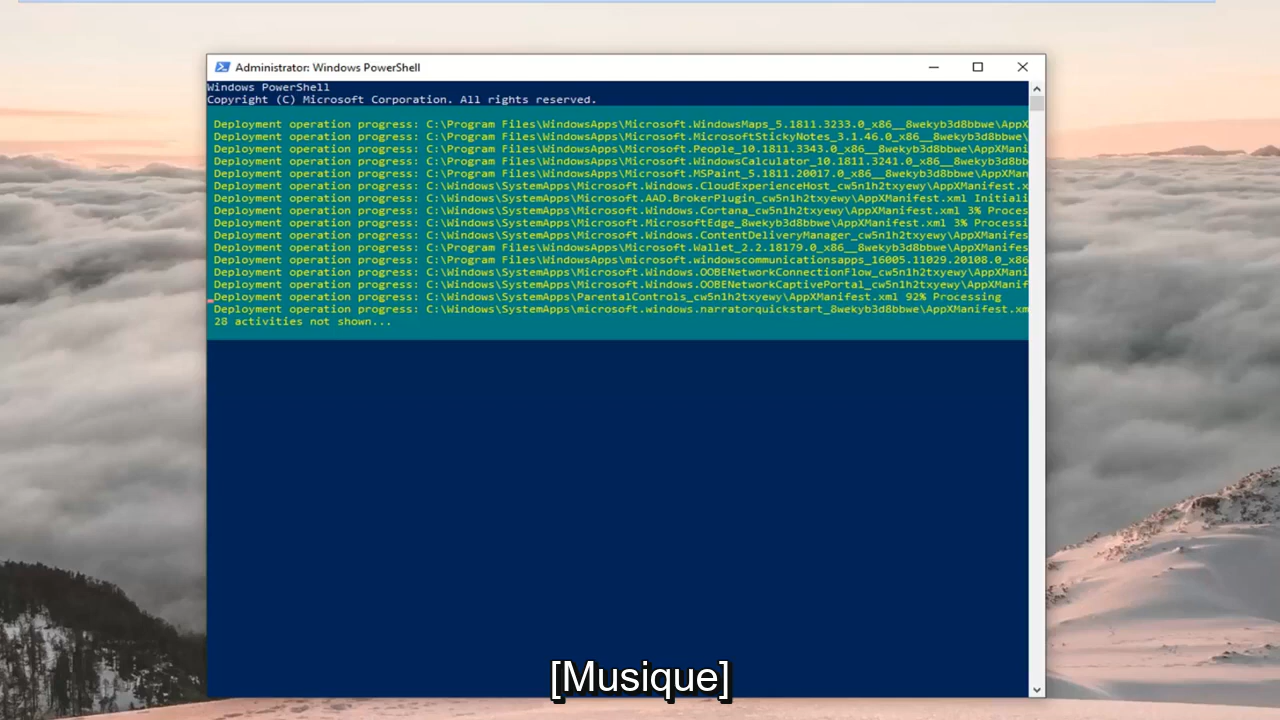 Administrator: Windows PowerShell
Windows PowerShell
Copyright (C) Microsoft Corporation. All rights reserved.
Deployment operation progress: C:\Program Files\WindowsApps\Microsoft.WindowsMaps_5.1811.3233.0_x86__8wekyb3d8bbwe\AppX
Deployment operation progress: C:\Program Files\WindowsApps\Microsoft.MicrosoftStickyNotes_3.1.46.0_x86__8wekyb3d8bbwe\
Deployment operation progress: C:\Program Files\WindowsApps\Microsoft.People_10.1811.3343.0_x86__8wekyb3d8bbwe\AppXMani
Deployment operation progress: C:\Program Files\WindowsApps\Microsoft.WindowsCalculator_10.1811.3241.0_x86__8wekyb3d8bb
Deployment operation progress: C:\Program Files\WindowsApps\Microsoft.MSPaint_5.1811.20017.0_x86__8wekyb3d8bbwe\AppXMan
Deployment operation progress: C:\Windows\SystemApps\Microsoft.Windows.CloudExperienceHost_cw5n1h2txyewy\AppXManifest.x
Deployment operation progress: C:\Windows\SystemApps\Microsoft.AAD.BrokerPlugin_cw5n1h2txyewy\AppXManifest.xml Initiali
Deployment operation progress: C:\Windows\SystemApps\Microsoft.Windows.Cortana_cw5n1h2txyewy\AppXManifest.xml 3% Proces
Deployment operation progress: C:\Windows\SystemApps\Microsoft.MicrosoftEdge_8wekyb3d8bbwe\AppXManifest.xml 3% Processi
Deployment operation progress: C:\Windows\SystemApps\Microsoft.Windows.ContentDeliveryManager_cw5n1h2txyewy\AppXManifes
Deployment operation progress: C:\Program Files\WindowsApps\Microsoft.Wallet_2.2.18179.0_x86__8wekyb3d8bbwe\AppXManifes
Deployment operation progress: C:\Program Files\WindowsApps\microsoft.windowscommunicationsapps_16005.11029.20108.0_x86
Deployment operation progress: C:\Windows\SystemApps\Microsoft.Windows.OOBENetworkConnectionFlow_cw5n1h2txyewy\AppXMani
Deployment operation progress: C:\Windows\SystemApps\Microsoft.Windows.OOBENetworkCaptivePortal_cw5n1h2txyewy\AppXManif
Deployment operation progress: C:\Windows\SystemApps\ParentalControls_cw5n1h2txyewy\AppXManifest.xml 92% Processing
Deployment operation progress: C:\Windows\SystemApps\microsoft.windows.narratorquickstart_8wekyb3d8bbwe\AppXManifest.xm
28 activities not shown...
[Musique]